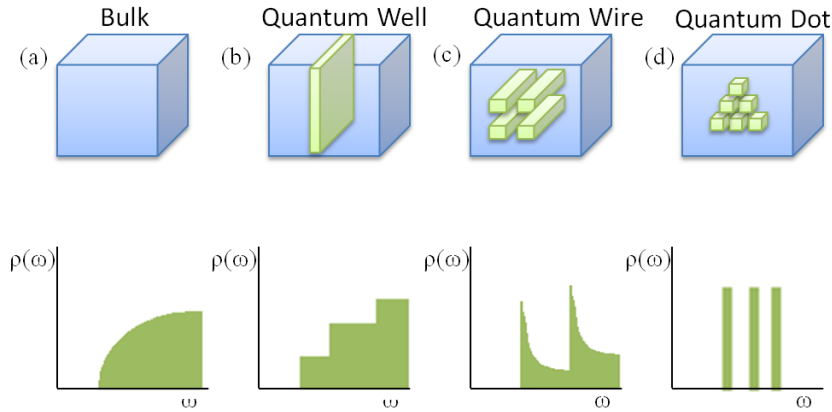 Bulk
Quantum Well
Quantum Wire
Quantum Dot
(a)
(b)
(c)
(d)
ρ(ω)
ρ(ω)
ρ(ω)
ρ(ω)
ω
ω
ω
ω